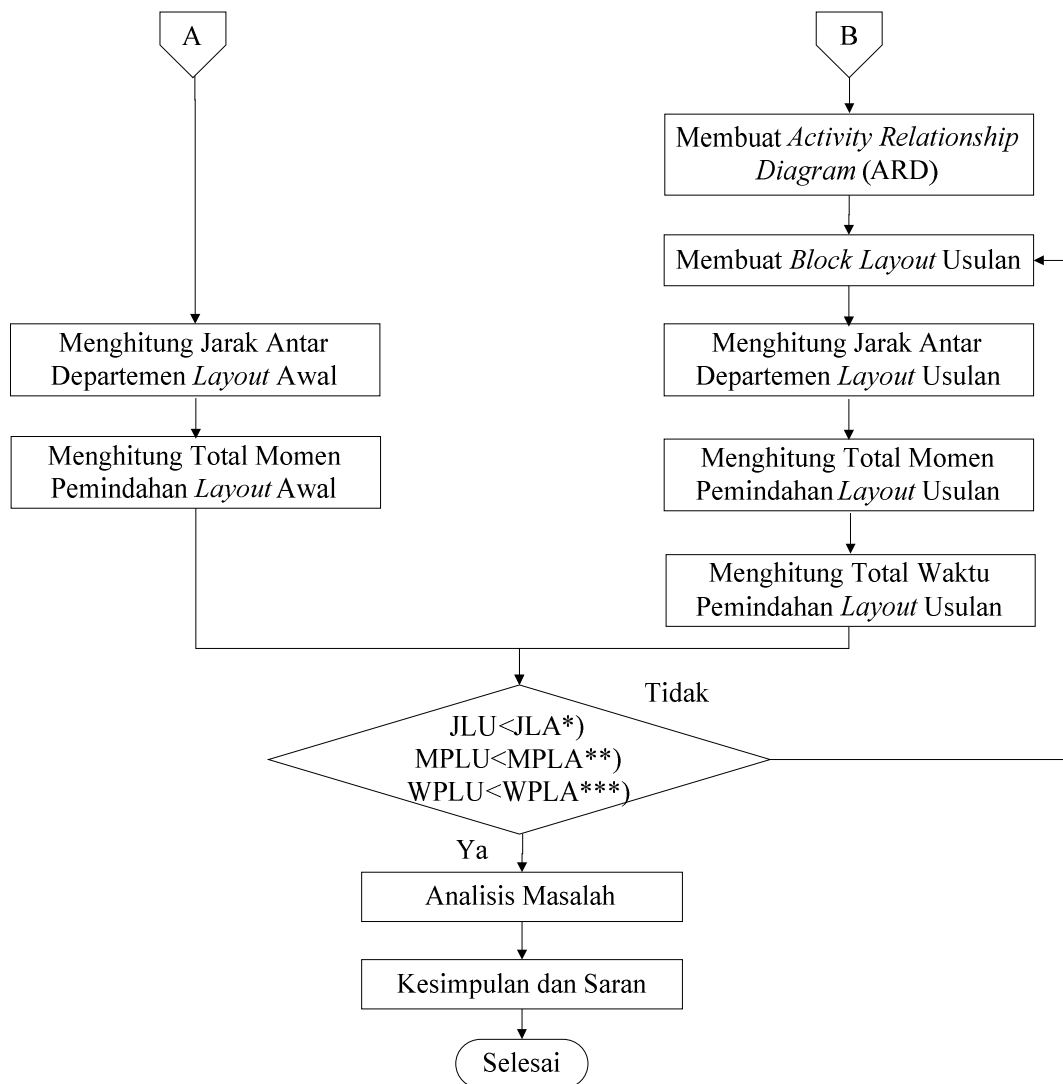 A
B
Membuat Activity Relationship
Diagram (ARD)
Membuat Block Layout Usulan
Menghitung Jarak Antar
Departemen Layout Awal
Menghitung Jarak Antar
Departemen Layout Usulan
Menghitung Total Momen
Pemindahan Layout Awal
Menghitung Total Momen
Pemindahan Layout Usulan
Menghitung Total Waktu
Pemindahan Layout Usulan
Tidak
JLU<JLA*)
MPLU<MPLA**)
WPLU<WPLA***)
Ya
Analisis Masalah
Kesimpulan dan Saran
Selesai